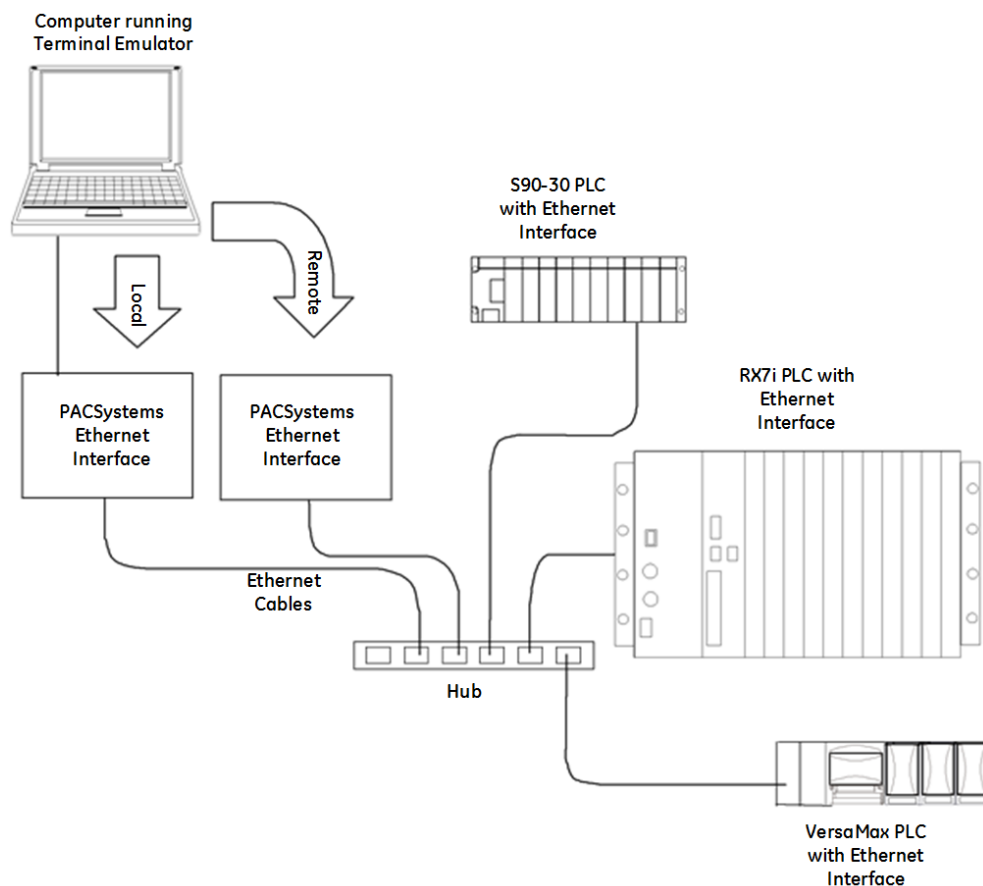 Computer running
Terminal Emulator
Local
Remote
S90-30 PLC
with Ethernet
Interface
RX7i PLC with
Ethernet
Interface
PACSystems
Ethernet
Interface
PACSystems
Ethernet
Interface
Ethernet
Cables
Hub
VersaMax PLC
with Ethernet
Interface